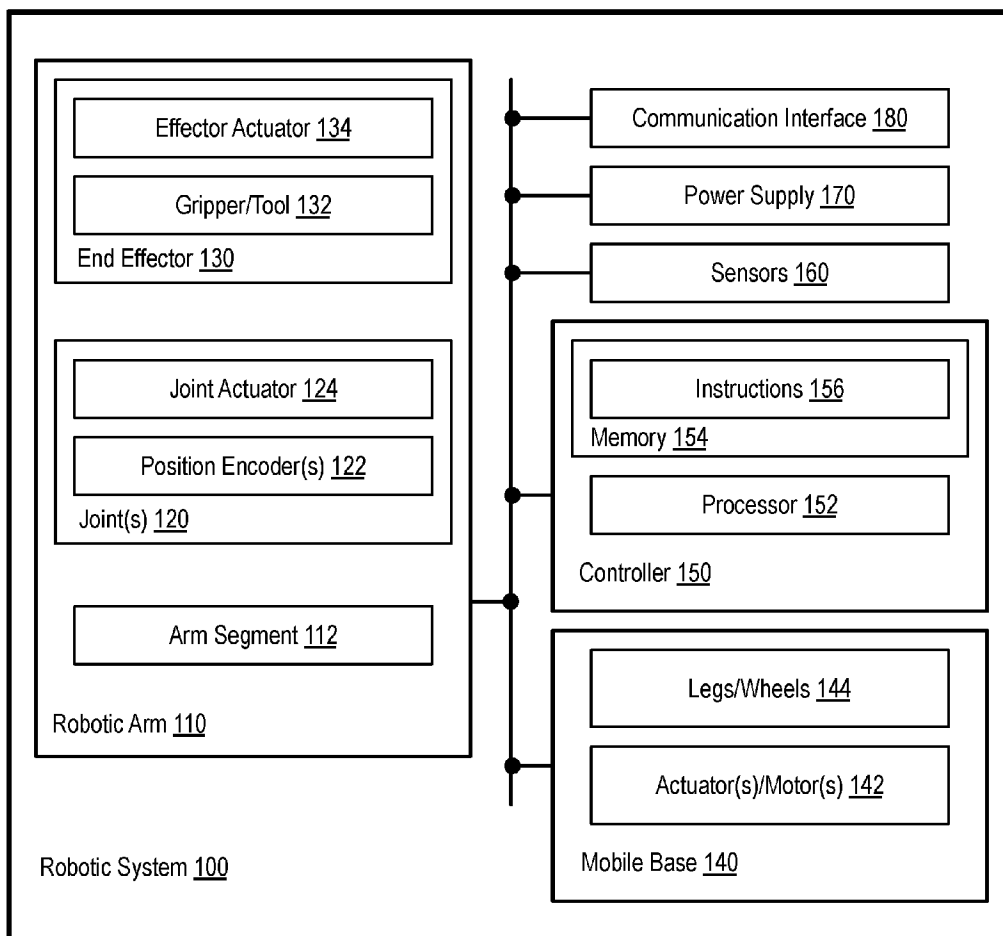 Effector Actuator 134
Gripper/Tool 132
End Effector 130
Joint Actuator 124
Position Encoder(s) 122
Joint(s) 120
Arm Segment 112
Robotic Arm 110
Robotic System 100
Communication Interface 180
Power Supply 170
Sensors 160
Instructions 156
Memory 154
Processor 152
Controller 150
Legs/Wheels 144
Actuator(s)/Motor(s) 142
Mobile Base 140